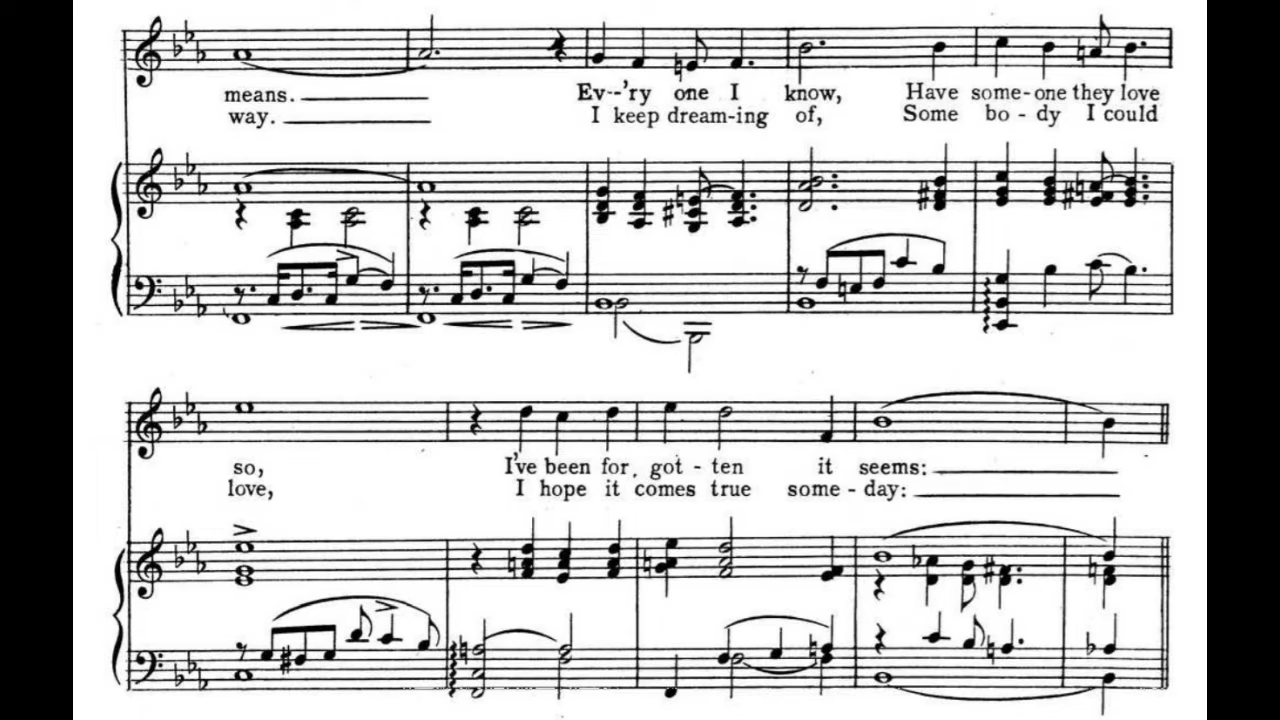 means. Ev-'ry one I know, Have some-one they love
way. I keep dream-ing of, Some bo - dy I could
so, I've been for. got - ten it seems:
love, I hope it comes true some - day: